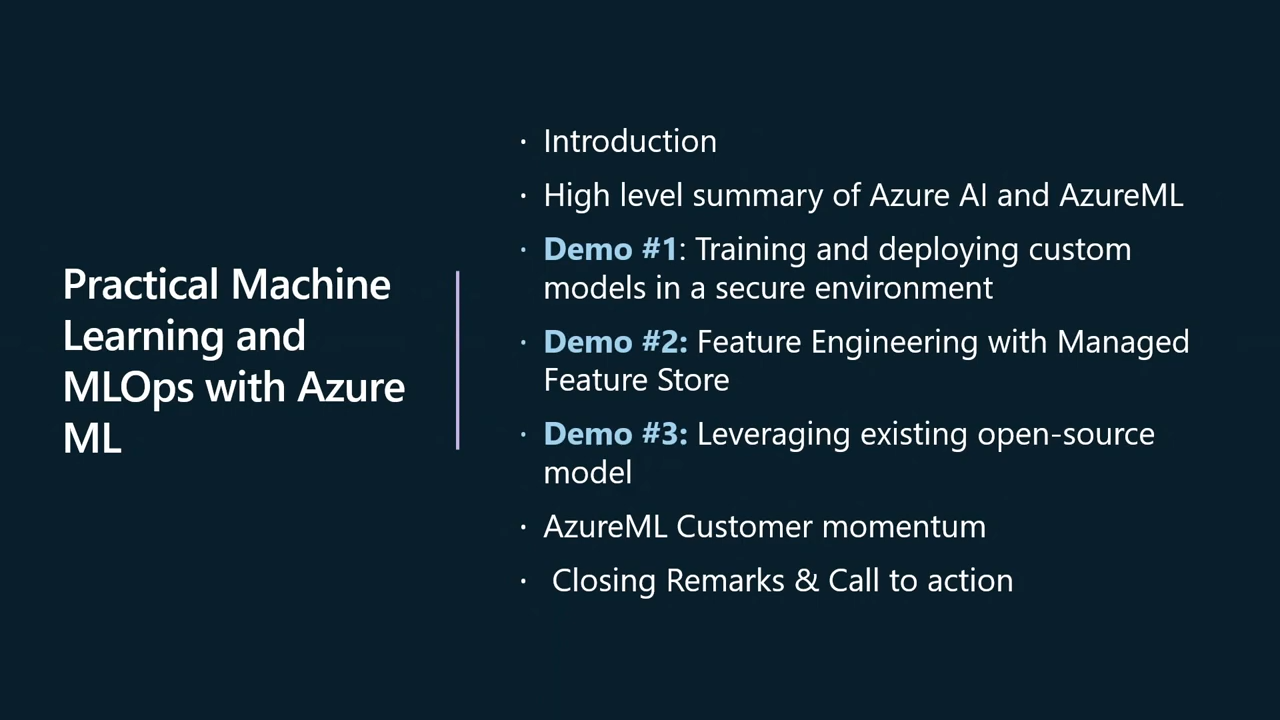 Practical Machine
Learning and
MLOps with Azure
ML
· Introduction
· High level summary of Azure AI and AzureML
· Demo #1: Training and deploying custom
models in a secure environment
· Demo #2: Feature Engineering with Managed
Feature Store
· Demo #3: Leveraging existing open-source
model
· AzureML Customer momentum
· Closing Remarks & Call to action